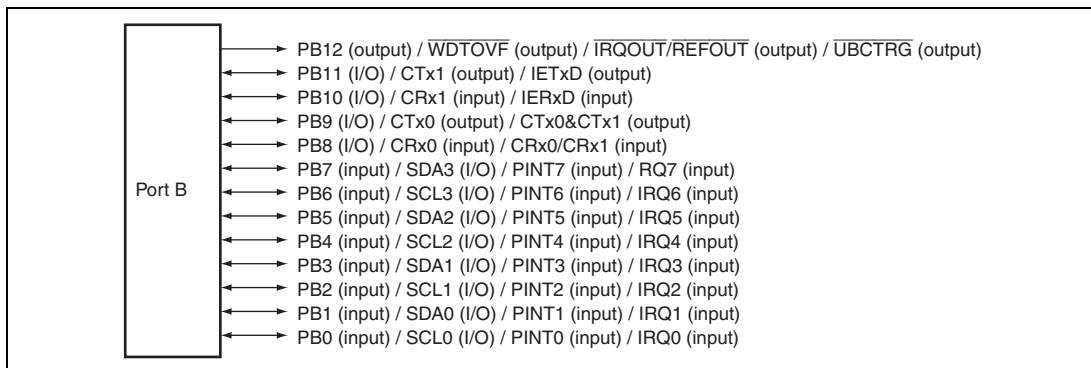 Port B
PB12 (output) / W̅D̅T̅O̅V̅F̅ (output) / I̅R̅Q̅O̅U̅T̅/R̅E̅F̅O̅U̅T̅ (output) / U̅B̅C̅T̅R̅G̅ (output)
PB11 (I/O) / CTx1 (output) / IETxD (output)
PB10 (I/O) / CRx1 (input) / IERxD (input)
PB9 (I/O) / CTx0 (output) / CTx0&CTx1 (output)
PB8 (I/O) / CRx0 (input) / CRx0/CRx1 (input)
PB7 (input) / SDA3 (I/O) / PINT7 (input) / RQ7 (input)
PB6 (input) / SCL3 (I/O) / PINT6 (input) / IRQ6 (input)
PB5 (input) / SDA2 (I/O) / PINT5 (input) / IRQ5 (input)
PB4 (input) / SCL2 (I/O) / PINT4 (input) / IRQ4 (input)
PB3 (input) / SDA1 (I/O) / PINT3 (input) / IRQ3 (input)
PB2 (input) / SCL1 (I/O) / PINT2 (input) / IRQ2 (input)
PB1 (input) / SDA0 (I/O) / PINT1 (input) / IRQ1 (input)
PB0 (input) / SCL0 (I/O) / PINT0 (input) / IRQ0 (input)